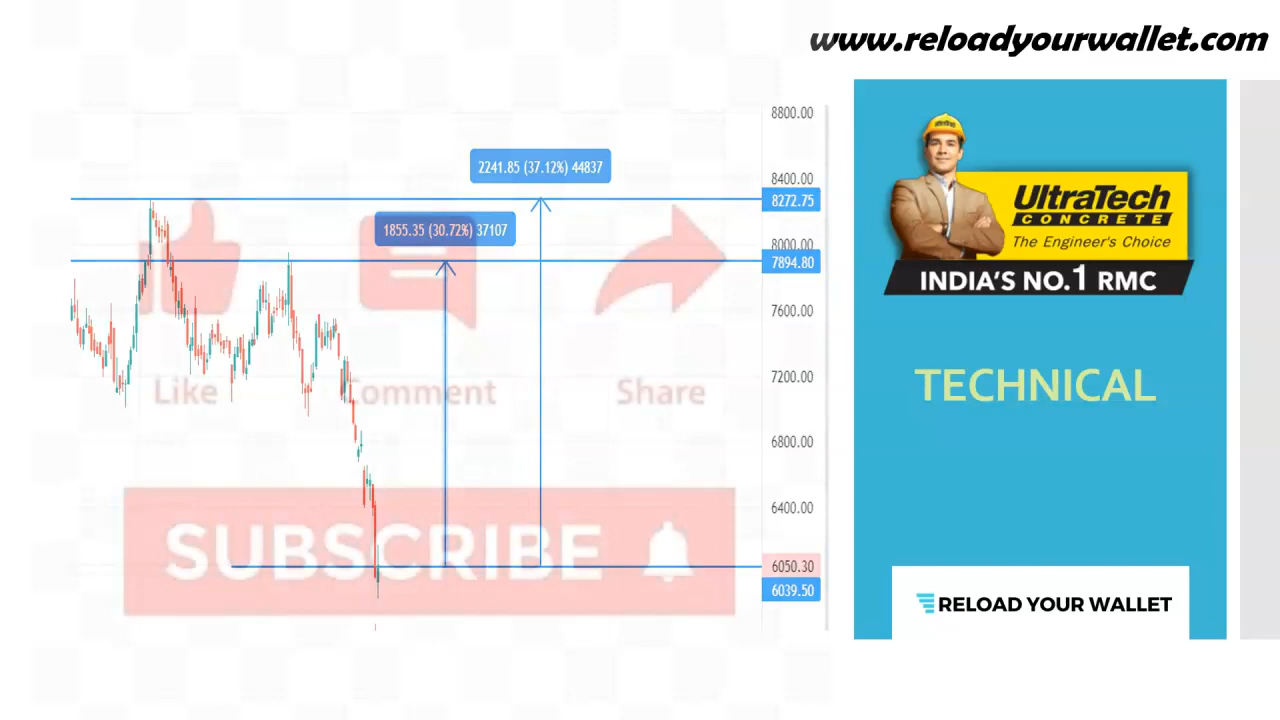 www.reloadyourwallet.com
8800.00
2241.85 (37.12%) 44837
8400.00
8272.75
1855.35 (30.72%) 37107
8000.00
7894.80
7600.00
7200.00
Like
Comment
Share
6800.00
6400.00
SUBSCRIBE
6050.30
6039.50
UltraTech
CONCRETE
The Engineer's Choice
INDIA'S NO.1 RMC
TECHNICAL
RELOAD YOUR WALLET